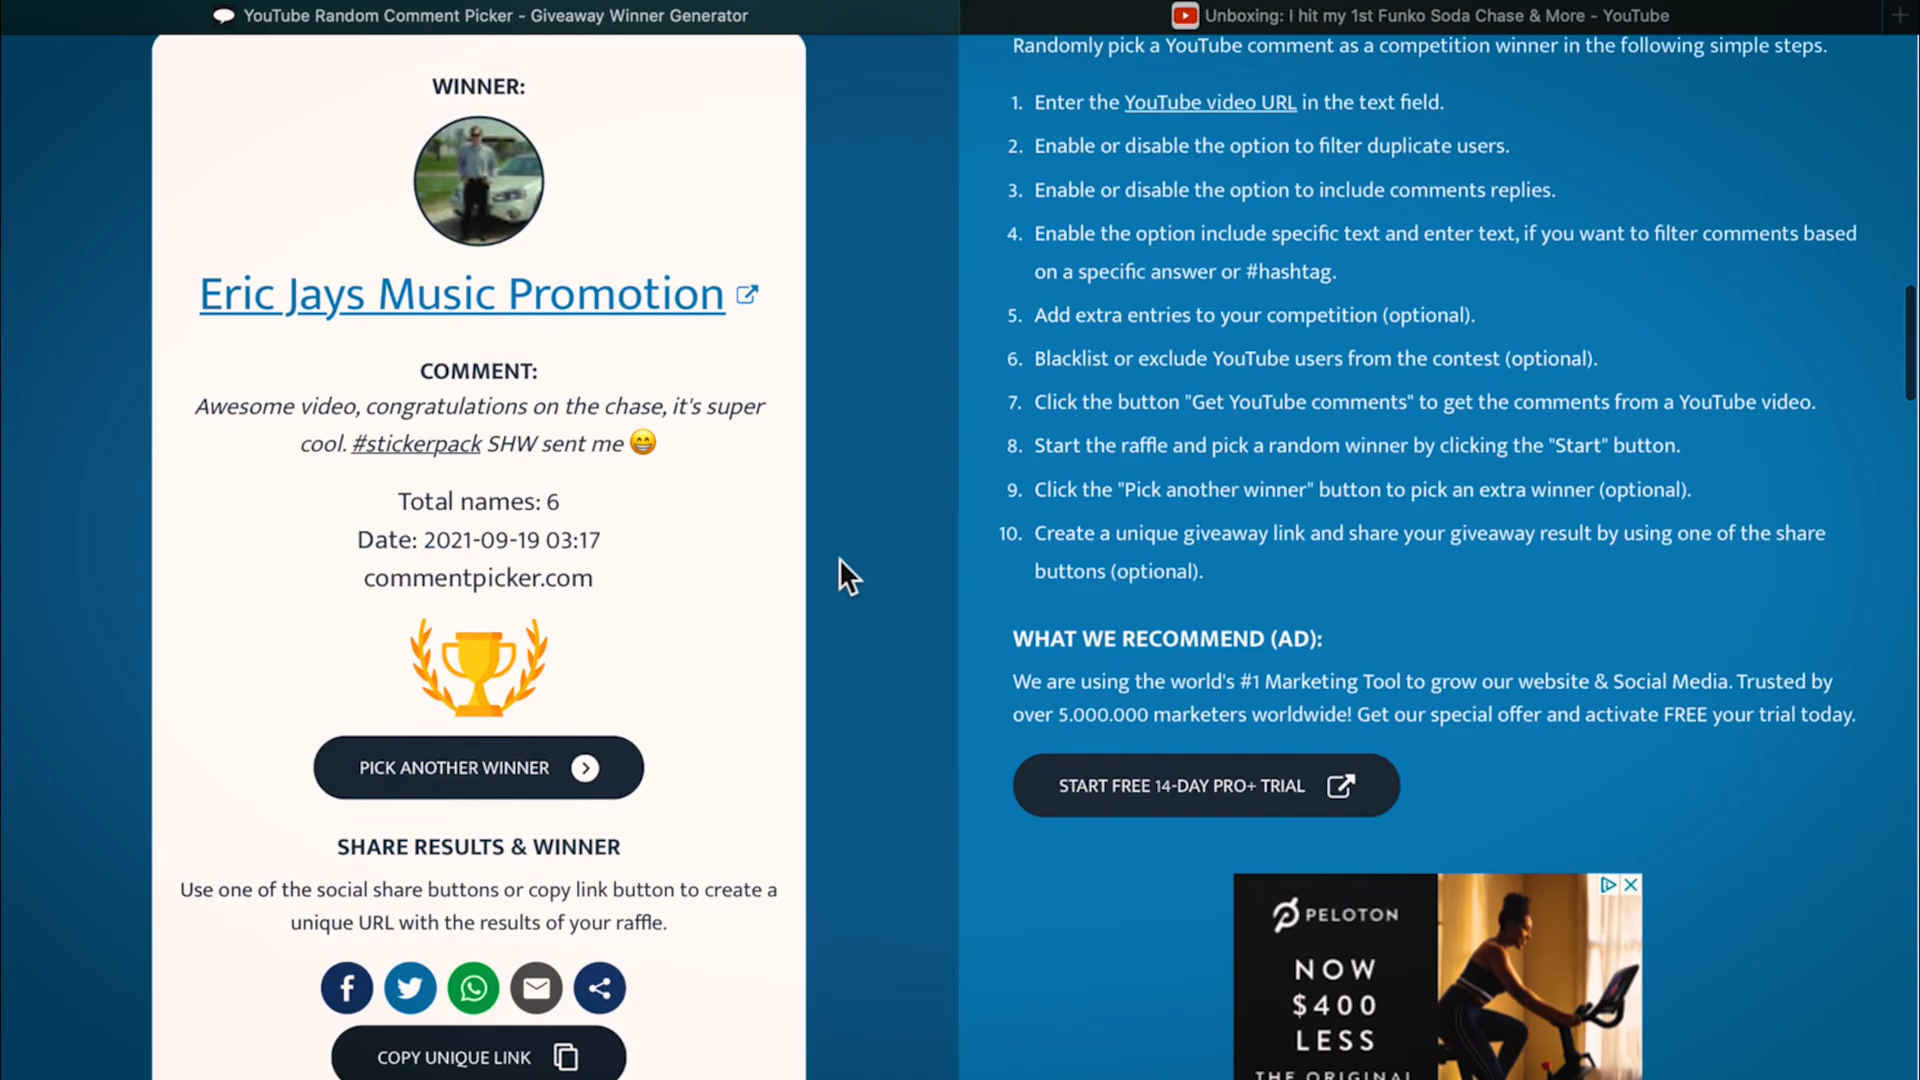 YouTube Random Comment Picker - Giveaway Winner Generator
Unboxing: I hit my 1st Funko Soda Chase & More - YouTube
WINNER:
Eric Jays Music Promotion
COMMENT:
Awesome video, congratulations on the chase, it's super
cool. #stickerpack SHW sent me 😁
Total names: 6
Date: 2021-09-19 03:17
commentpicker.com
PICK ANOTHER WINNER
SHARE RESULTS & WINNER
Use one of the social share buttons or copy link button to create a
unique URL with the results of your raffle.
COPY UNIQUE LINK
Randomly pick a YouTube comment as a competition winner in the following simple steps.
1. Enter the YouTube video URL in the text field.
2. Enable or disable the option to filter duplicate users.
3. Enable or disable the option to include comments replies.
4. Enable the option include specific text and enter text, if you want to filter comments based
on a specific answer or #hashtag.
5. Add extra entries to your competition (optional).
6. Blacklist or exclude YouTube users from the contest (optional).
7. Click the button "Get YouTube comments" to get the comments from a YouTube video.
8. Start the raffle and pick a random winner by clicking the "Start" button.
9. Click the "Pick another winner" button to pick an extra winner (optional).
10. Create a unique giveaway link and share your giveaway result by using one of the share
buttons (optional).
WHAT WE RECOMMEND (AD):
We are using the world's #1 Marketing Tool to grow our website & Social Media. Trusted by
over 5.000.000 marketers worldwide! Get our special offer and activate FREE your trial today.
START FREE 14-DAY PRO+ TRIAL
PELOTON
NOW
$400
LESS
THE ORIGINAL